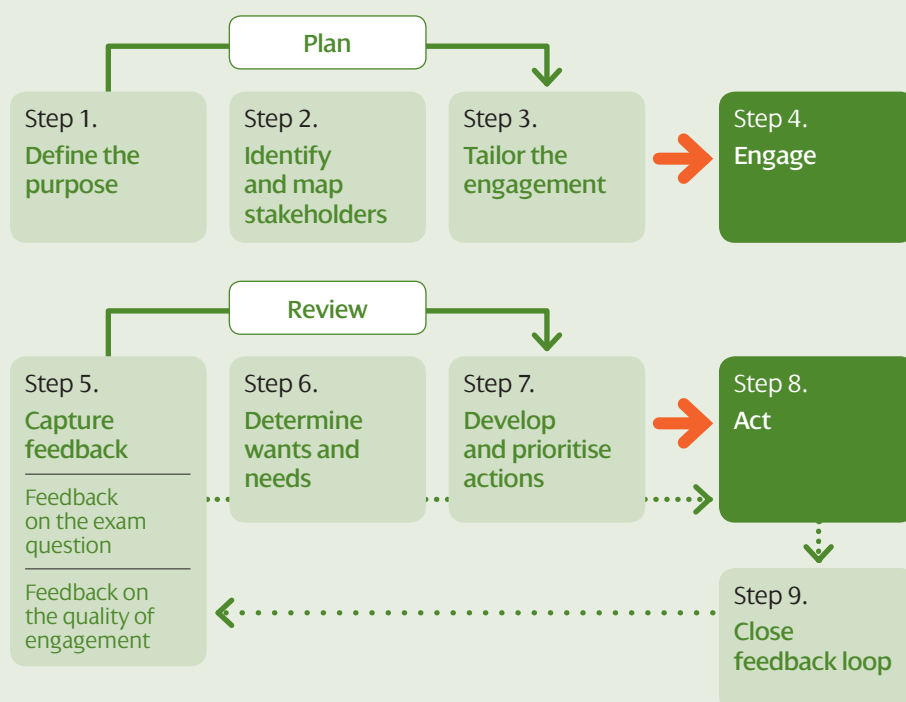 Plan
Step 1.
Define the
purpose
Step 2.
Identify
and map
stakeholders
Step 3.
Tailor the
engagement
Step 4.
Engage
Review
Step 5.
Capture
feedback
Feedback
on the exam
question
Feedback on
the quality of
engagement
Step 6.
Determine
wants and
needs
Step 7.
Develop
and prioritise
actions
Step 8.
Act
Step 9.
Close
feedback loop